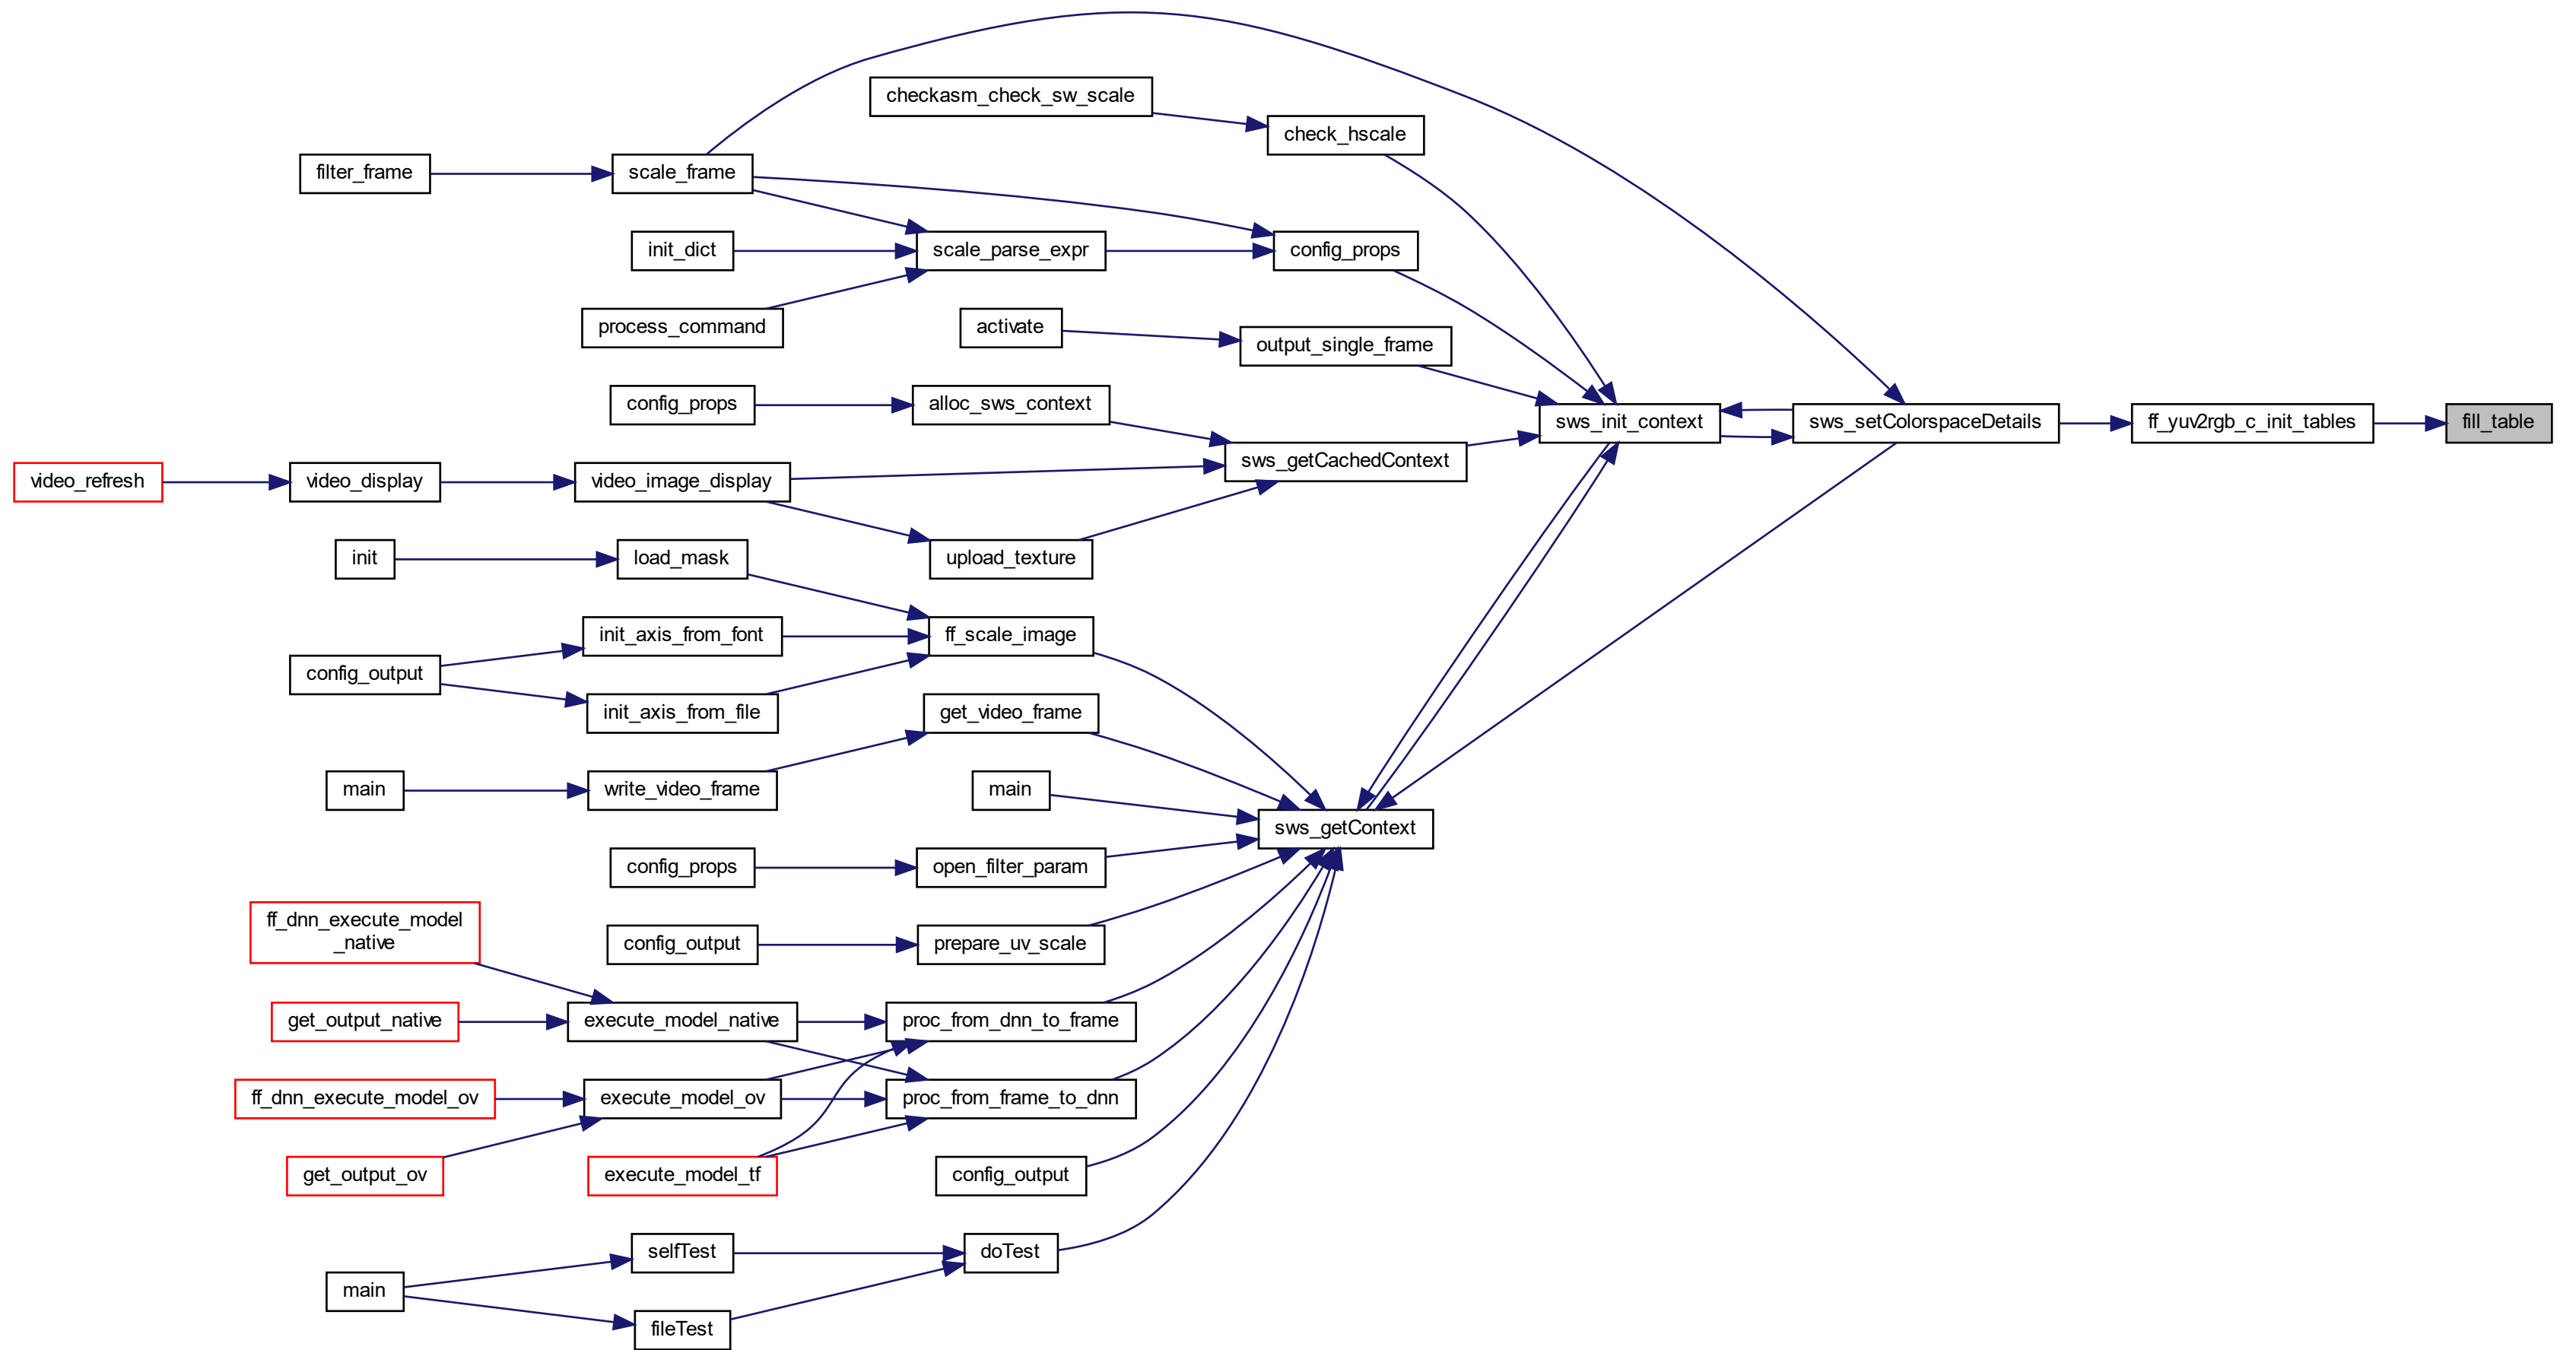 checkasm_check_sw_scale
check_hscale
filter_frame
scale_frame
init_dict
scale_parse_expr
config_props
process_command
activate
output_single_frame
config_props
alloc_sws_context
sws_init_context
sws_setColorspaceDetails
ff_yuv2rgb_c_init_tables
fill_table
sws_getCachedContext
video_refresh
video_display
video_image_display
init
load_mask
upload_texture
init_axis_from_font
ff_scale_image
config_output
init_axis_from_file
get_video_frame
main
write_video_frame
main
sws_getContext
config_props
open_filter_param
ff_dnn_execute_model
_native
config_output
prepare_uv_scale
get_output_native
execute_model_native
proc_from_dnn_to_frame
ff_dnn_execute_model_ov
execute_model_ov
proc_from_frame_to_dnn
get_output_ov
execute_model_tf
config_output
selfTest
doTest
main
fileTest